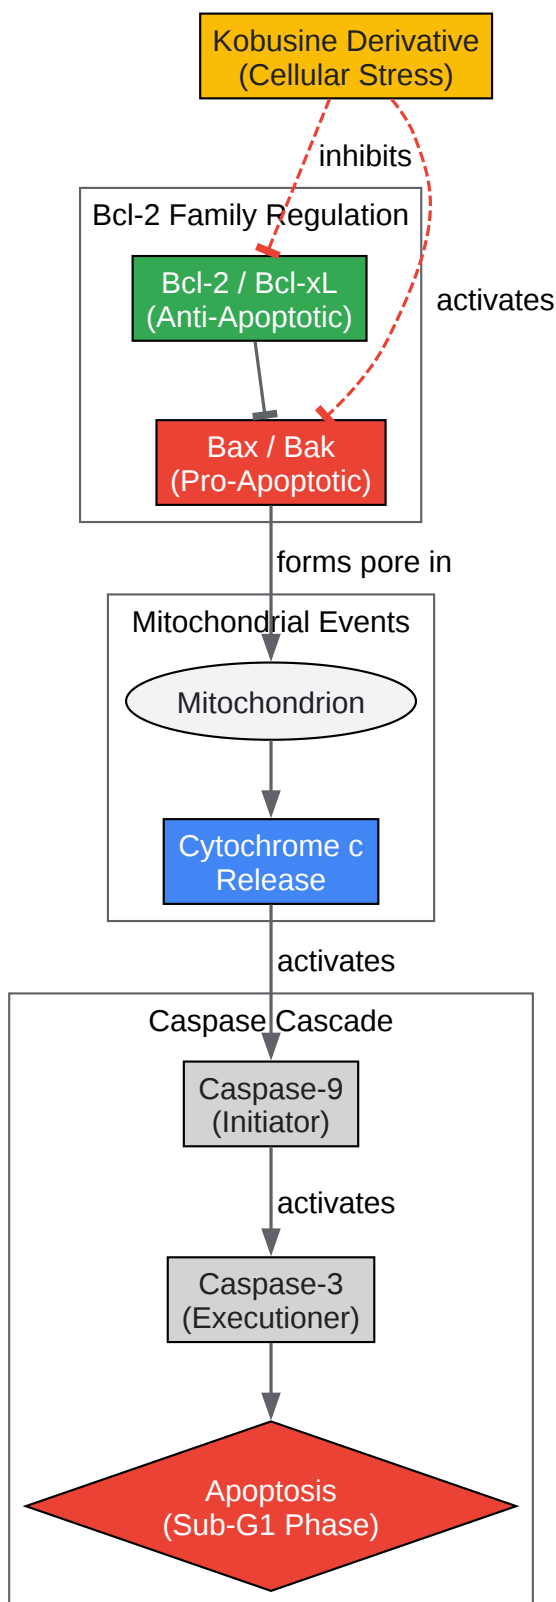 Kobusine Derivative
(Cellular Stress)
inhibits
Bcl-2 Family Regulation
Bcl-2 / Bcl-xL
(Anti-Apoptotic)
activates
Bax / Bak
(Pro-Apoptotic)
forms pore in
Mitochondrial Events
Mitochondrion
Cytochrome c
Release
activates
Caspase Cascade
Caspase-9
(Initiator)
activates
Caspase-3
(Executioner)
Apoptosis
(Sub-G1 Phase)